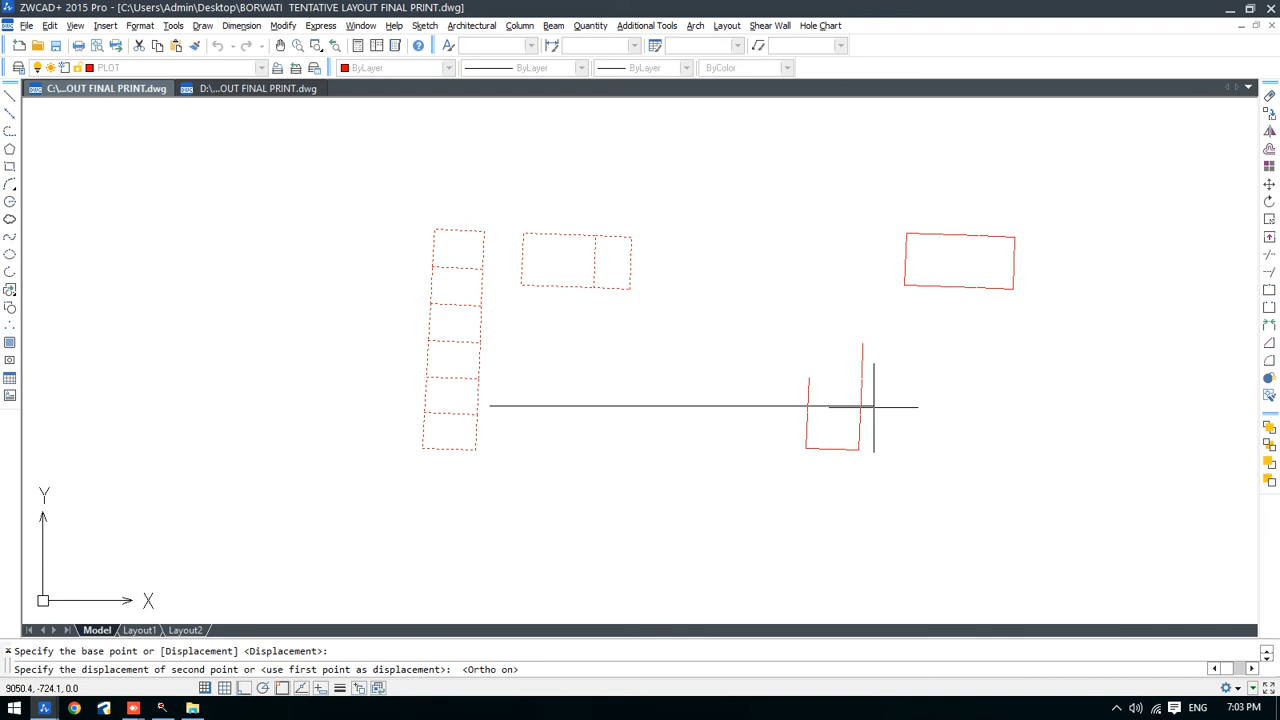 ZWCAD+ 2015 Pro - [C:\Users\Admin\Desktop\BORWATI  TENTATIVE LAYOUT FINAL PRINT.dwg]
File Edit View Insert Format Tools Draw Dimension Modify Express Window Help Sketch Architectural Column Beam Quantity Additional Tools Arch Layout Shear Wall Hole Chart
PLOT ByLayer ByLayer ByLayer ByColor
C:\...OUT FINAL PRINT.dwg D:\...OUT FINAL PRINT.dwg
Y
X
Model Layout1 Layout2
Specify the base point or [Displacement] <Displacement>:
Specify the displacement of second point or <use first point as displacement>:  <Ortho on>
9050.4, -724.1, 0.0
ENG 7:03 PM